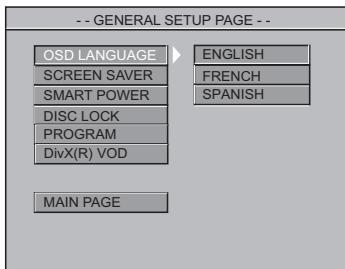 - - GENERAL SETUP PAGE - -
OSD LANGUAGE
SCREEN SAVER
SMART POWER
DISC LOCK
PROGRAM
DivX(R) VOD
MAIN PAGE
ENGLISH
FRENCH
SPANISH